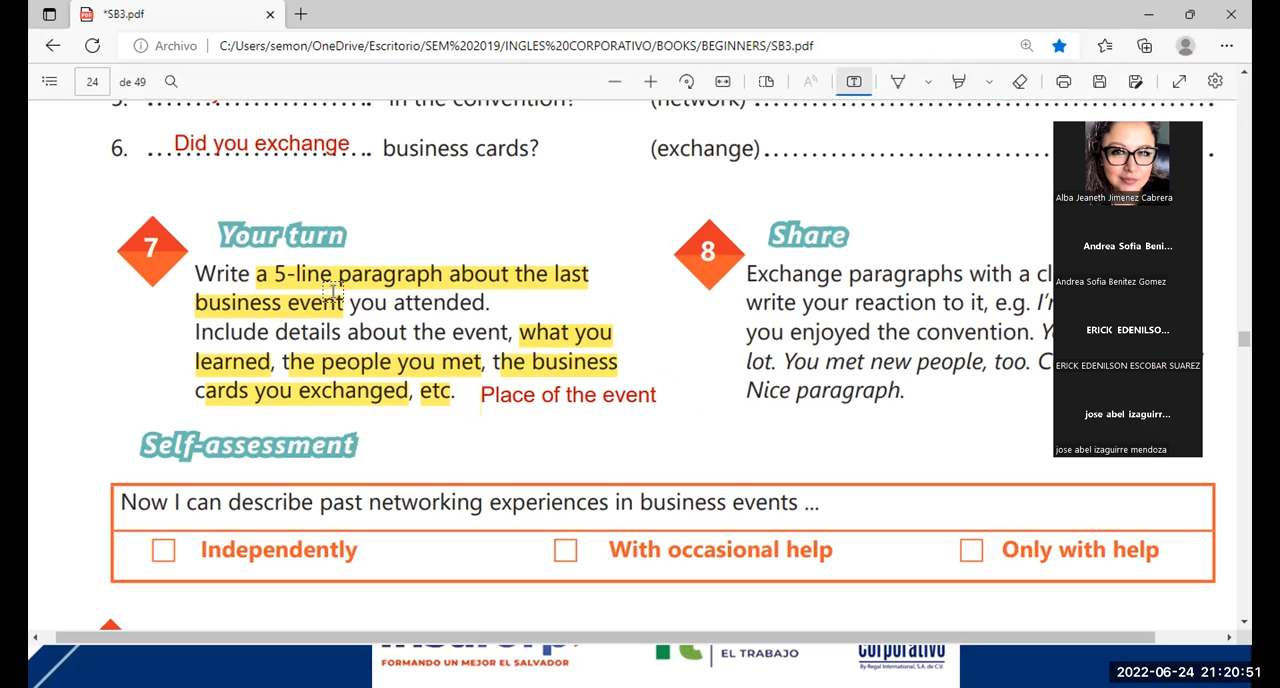 *SB3.pdf
Archivo C:/Users/semon/OneDrive/Escritorio/SEM%202019/INGLES%20CORPORATIVO/BOOKS/BEGINNERS/SB3.pdf
24 de 49
5. in the convention? (network)
6. Did you exchange business cards? (exchange)
Alba Jeaneth Jimenez Cabrera
Andrea Sofia Beni...
Andrea Sofia Benitez Gomez
ERICK EDENILSO...
ERICK EDENILSON ESCOBAR SUAREZ
jose abel izaguirr...
jose abel izaguirre mendoza
7 Your turn
Write a 5-line paragraph about the last
business event you attended.
Include details about the event, what you
learned, the people you met, the business
cards you exchanged, etc. Place of the event
8 Share
Exchange paragraphs with a cl
write your reaction to it, e.g. I'
you enjoyed the convention. Y
lot. You met new people, too. C
Nice paragraph.
Self-assessment
Now I can describe past networking experiences in business events ...
Independently With occasional help Only with help
FORMANDO UN MEJOR EL SALVADOR
EL TRABAJO
corporativo
By Regal International, S.A. de C.V.
2022-06-24 21:20:51